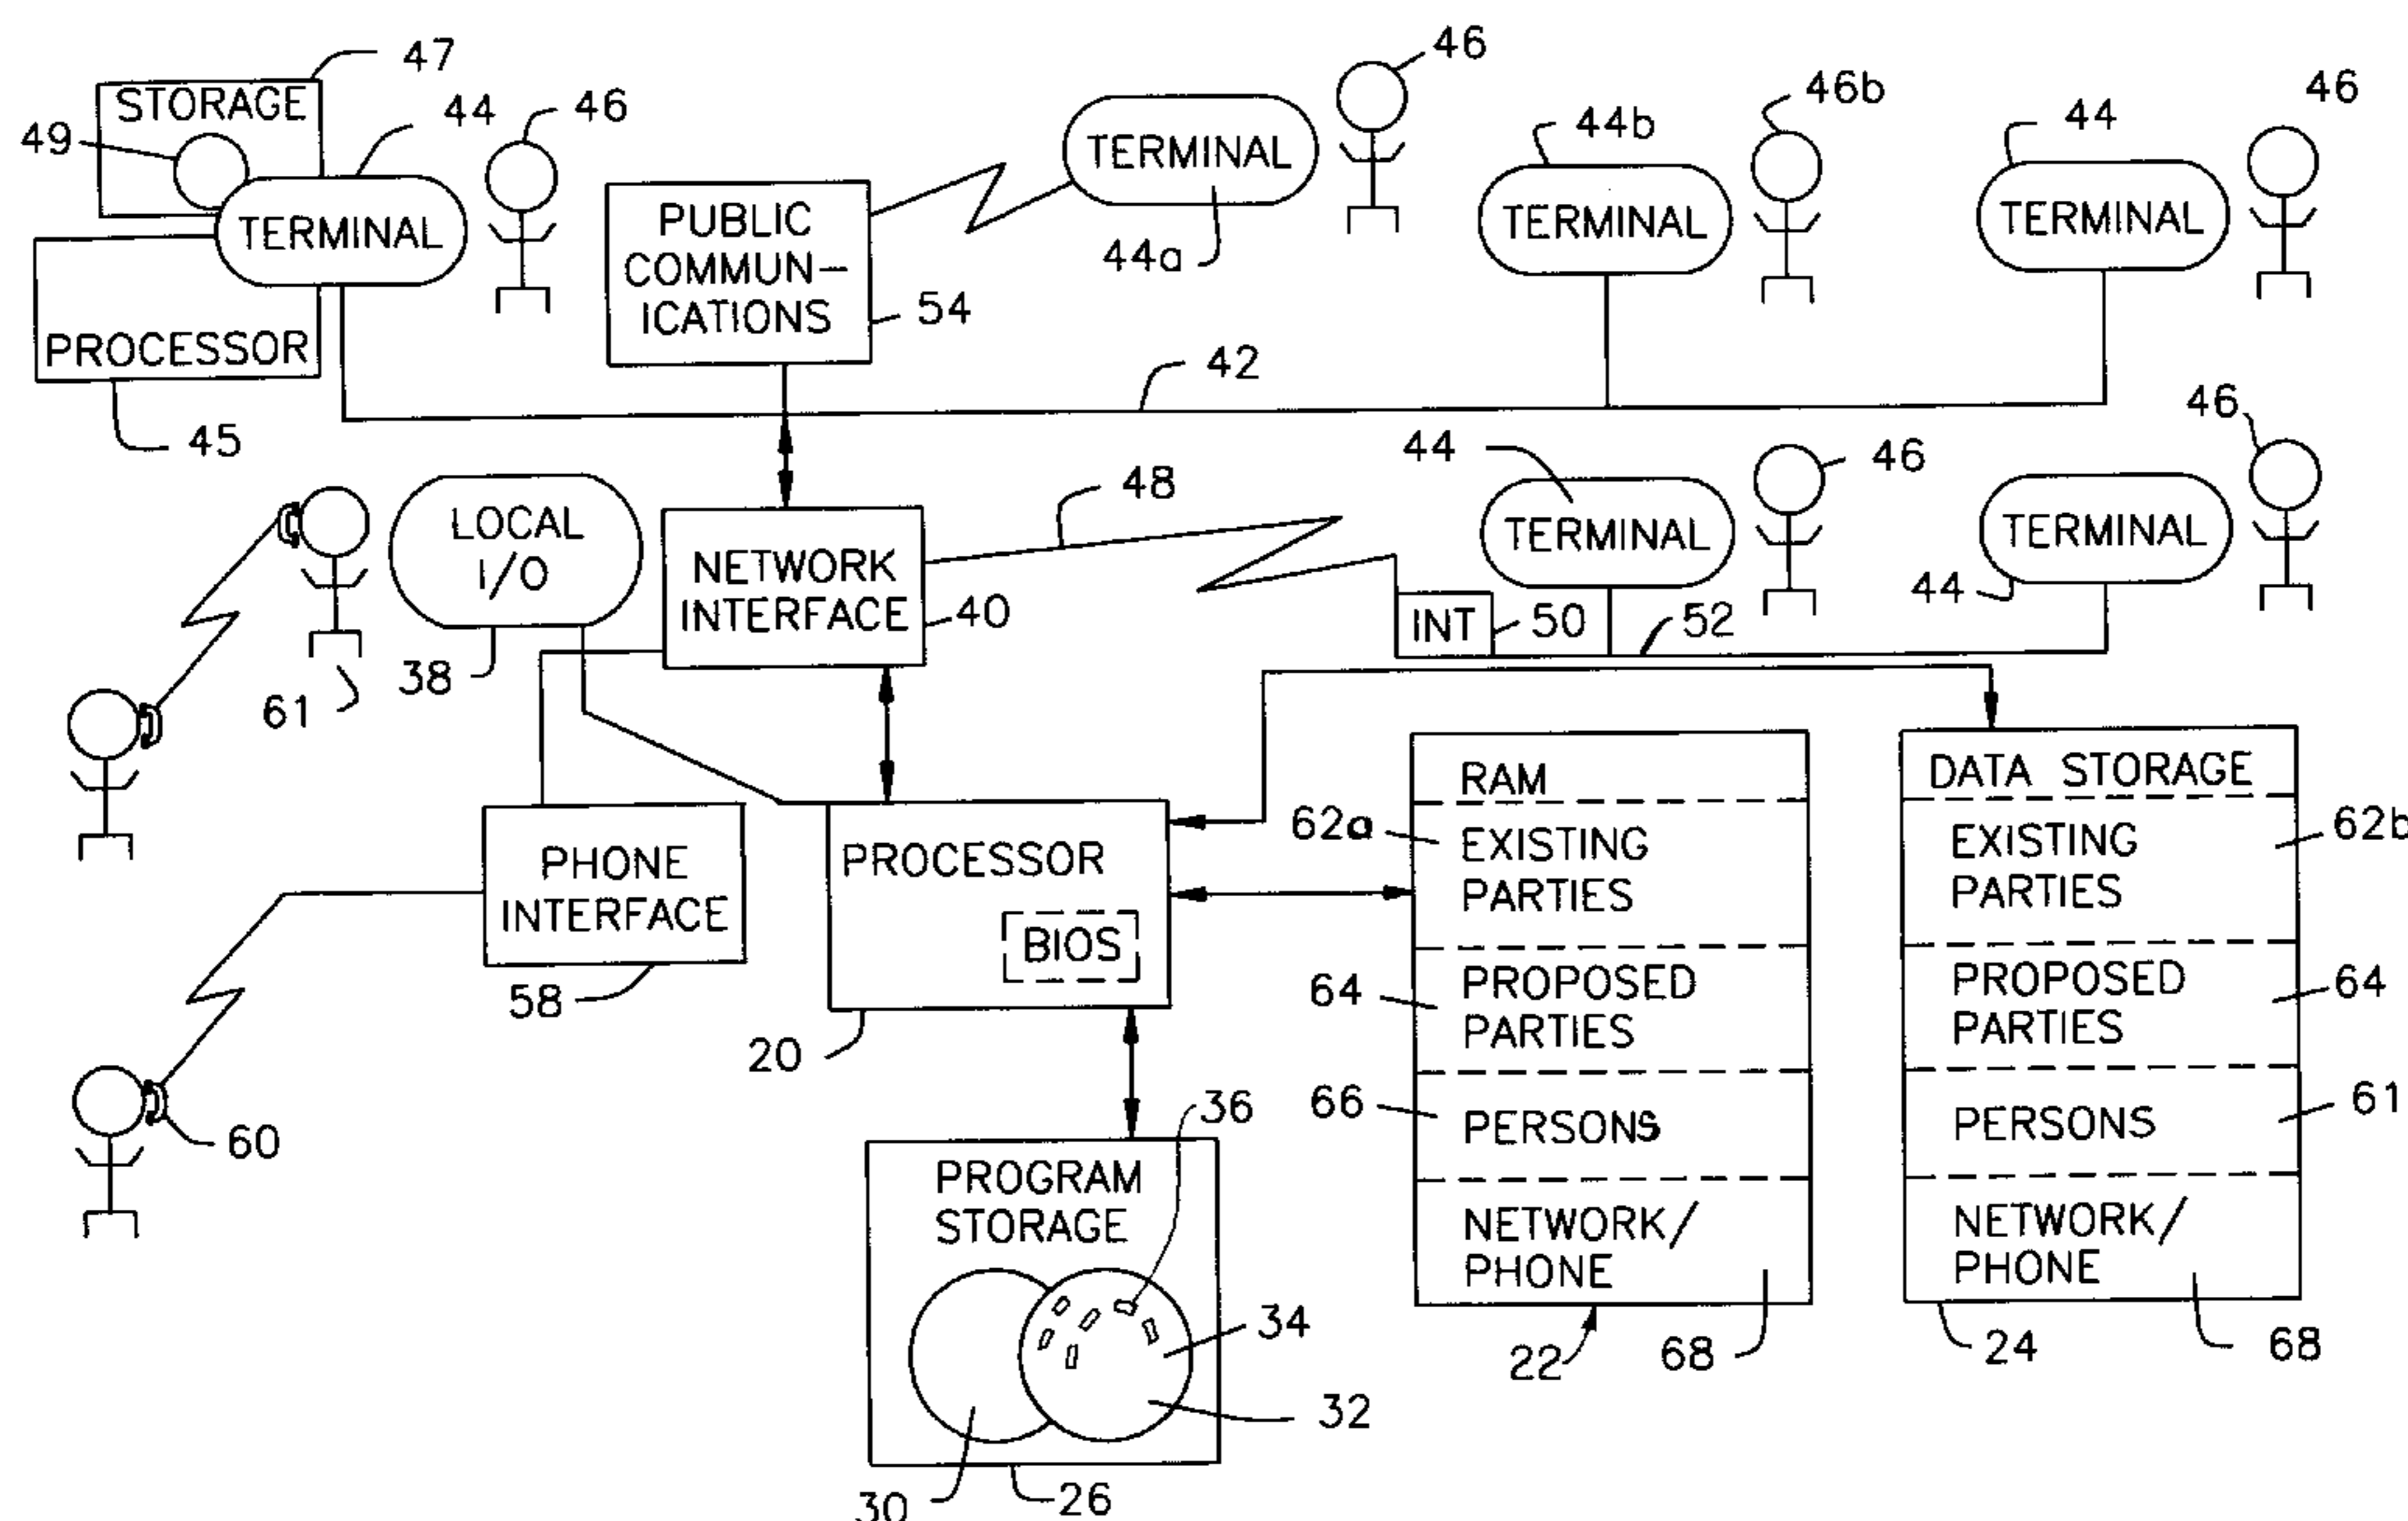 47
46
STORAGE
44
46
46b
46
49
TERMINAL
44b
44
TERMINAL
PUBLIC
COMMUN–
ICATIONS
44a
TERMINAL
TERMINAL
54
PROCESSOR
42
45
46
44
46
48
LOCAL
I/O
NETWORK
INTERFACE
TERMINAL
TERMINAL
40
INT
50
52
44
38
61
RAM
DATA STORAGE
62a
EXISTING
PARTIES
EXISTING
PARTIES
62b
PHONE
INTERFACE
PROCESSOR
BIOS
58
64
PROPOSED
PARTIES
PROPOSED
PARTIES
64
20
60
36
66
PERSONS
PERSONS
61
PROGRAM
STORAGE
NETWORK/
PHONE
NETWORK/
PHONE
34
22
68
24
68
32
30
26